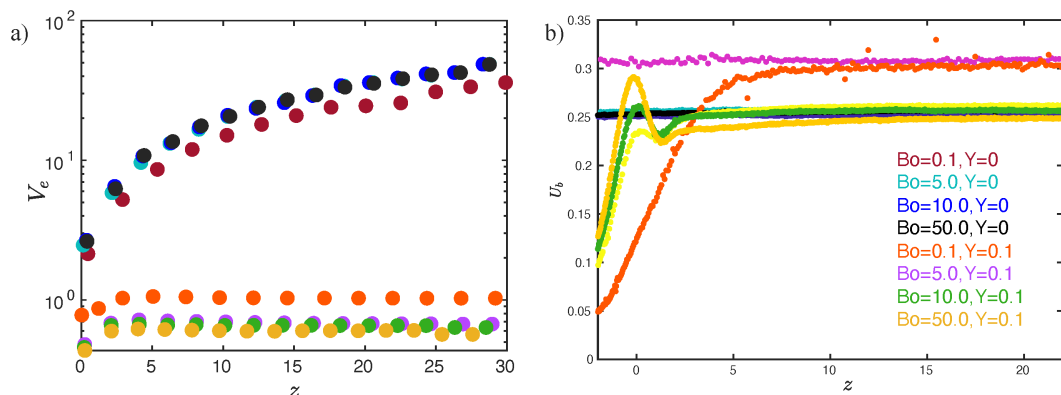 a)
10^2
10^1
10^0
V_e
0 5 10 15 20 25 30
z
b)
0.35
0.3
0.25
0.2
0.15
0.1
0.05
0
U_b
0 5 10 15 20
z
Bo=0.1,Y=0
Bo=5.0,Y=0
Bo=10.0,Y=0
Bo=50.0,Y=0
Bo=0.1,Y=0.1
Bo=5.0,Y=0.1
Bo=10.0,Y=0.1
Bo=50.0,Y=0.1